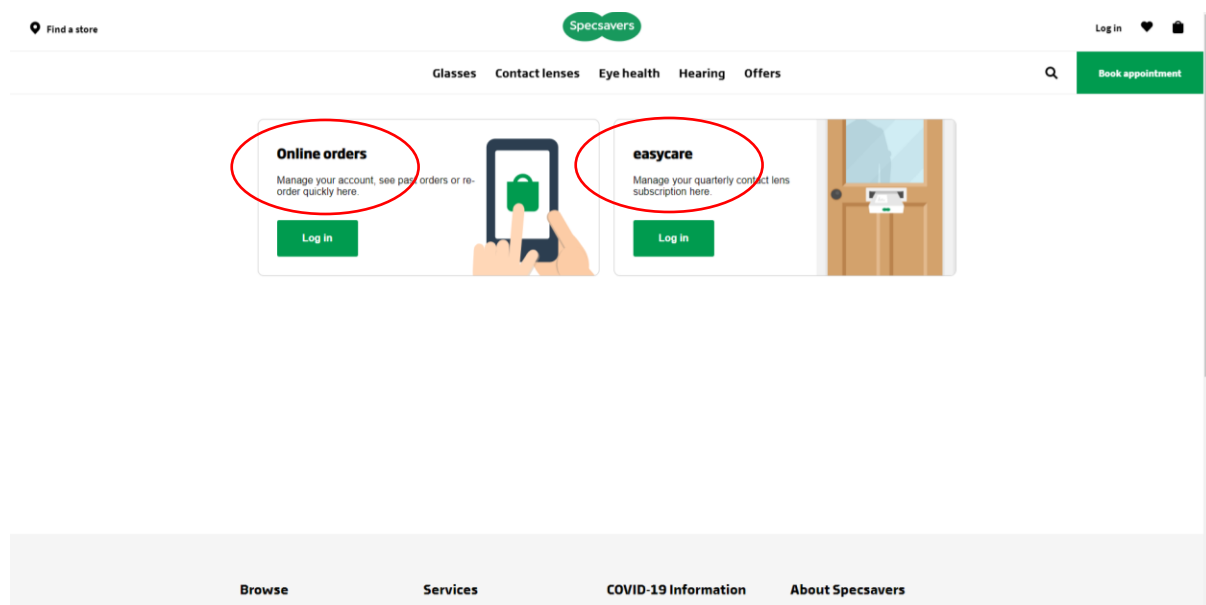 Find a store
Specsavers
Log in
Glasses Contact lenses Eye health Hearing Offers
Book appointment
Online orders
Manage your account, see past orders or re-
order quickly here.
Log in
easycare
Manage your quarterly contact lens
subscription here.
Log in
Browse Services COVID-19 Information About Specsavers